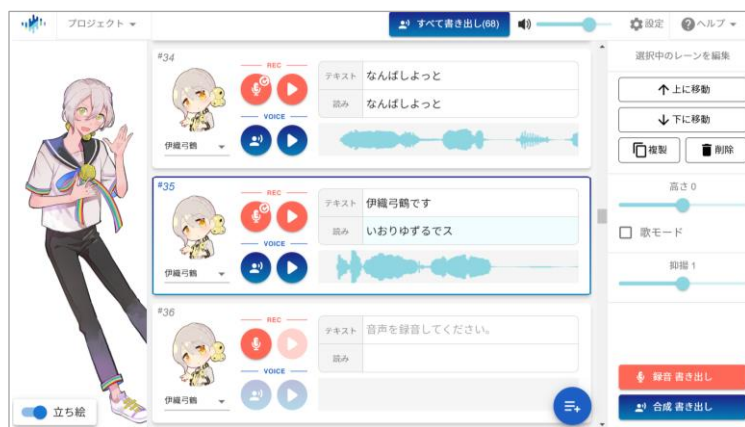 プロジェクト
すべて書き出し(68)
設定
ヘルプ
#34
REC
テキスト
なんばしよっと
読み
なんばしよっと
VOICE
伊織弓鶴
#35
REC
テキスト
伊織弓鶴です
読み
いおりゆずるでス
VOICE
伊織弓鶴
#36
REC
テキスト
音声を録音してください。
読み
VOICE
伊織弓鶴
立ち絵
選択中のレーンを編集
上に移動
下に移動
複製
削除
高さ 0
歌モード
抑揚 1
録音 書き出し
合成 書き出し